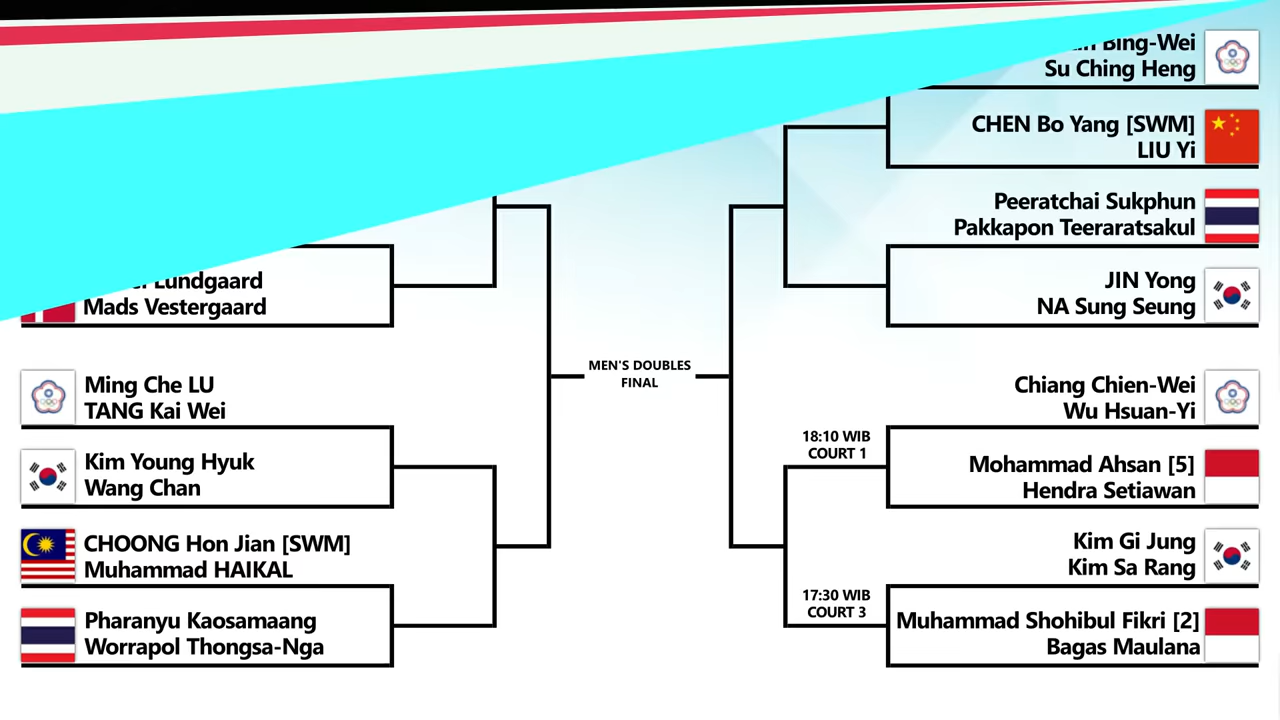 Lundgaard
Mads Vestergaard
Ming Che LU
TANG Kai Wei
Kim Young Hyuk
Wang Chan
CHOONG Hon Jian [SWM]
Muhammad HAIKAL
Pharanyu Kaosamaang
Worrapol Thongsa-Nga
MEN'S DOUBLES
FINAL
Bing-Wei
Su Ching Heng
CHEN Bo Yang [SWM]
LIU Yi
Peeratchai Sukphun
Pakkapon Teeraratsakul
JIN Yong
NA Sung Seung
Chiang Chien-Wei
Wu Hsuan-Yi
18:10 WIB
COURT 1
Mohammad Ahsan [5]
Hendra Setiawan
Kim Gi Jung
Kim Sa Rang
17:30 WIB
COURT 3
Muhammad Shohibul Fikri [2]
Bagas Maulana